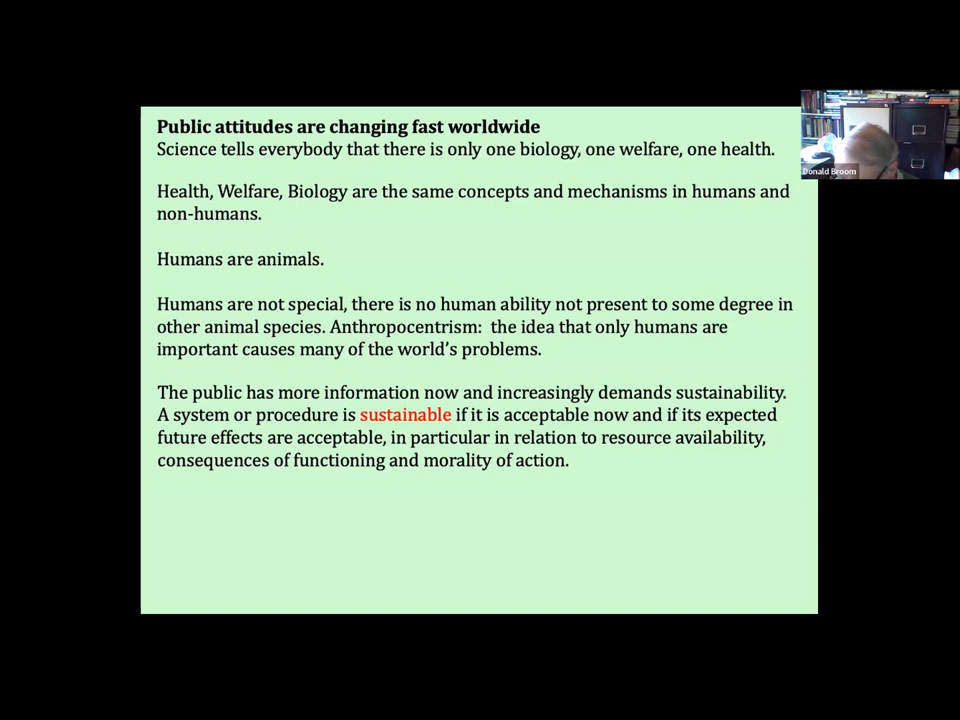 Public attitudes are changing fast worldwide
Science tells everybody that there is only one biology, one welfare, one health.
Health, Welfare, Biology are the same concepts and mechanisms in humans and
non-humans.
Humans are animals.
Humans are not special, there is no human ability not present to some degree in
other animal species. Anthropocentrism:  the idea that only humans are
important causes many of the world’s problems.
The public has more information now and increasingly demands sustainability.
A system or procedure is sustainable if it is acceptable now and if its expected
future effects are acceptable, in particular in relation to resource availability,
consequences of functioning and morality of action.
Donald Broom